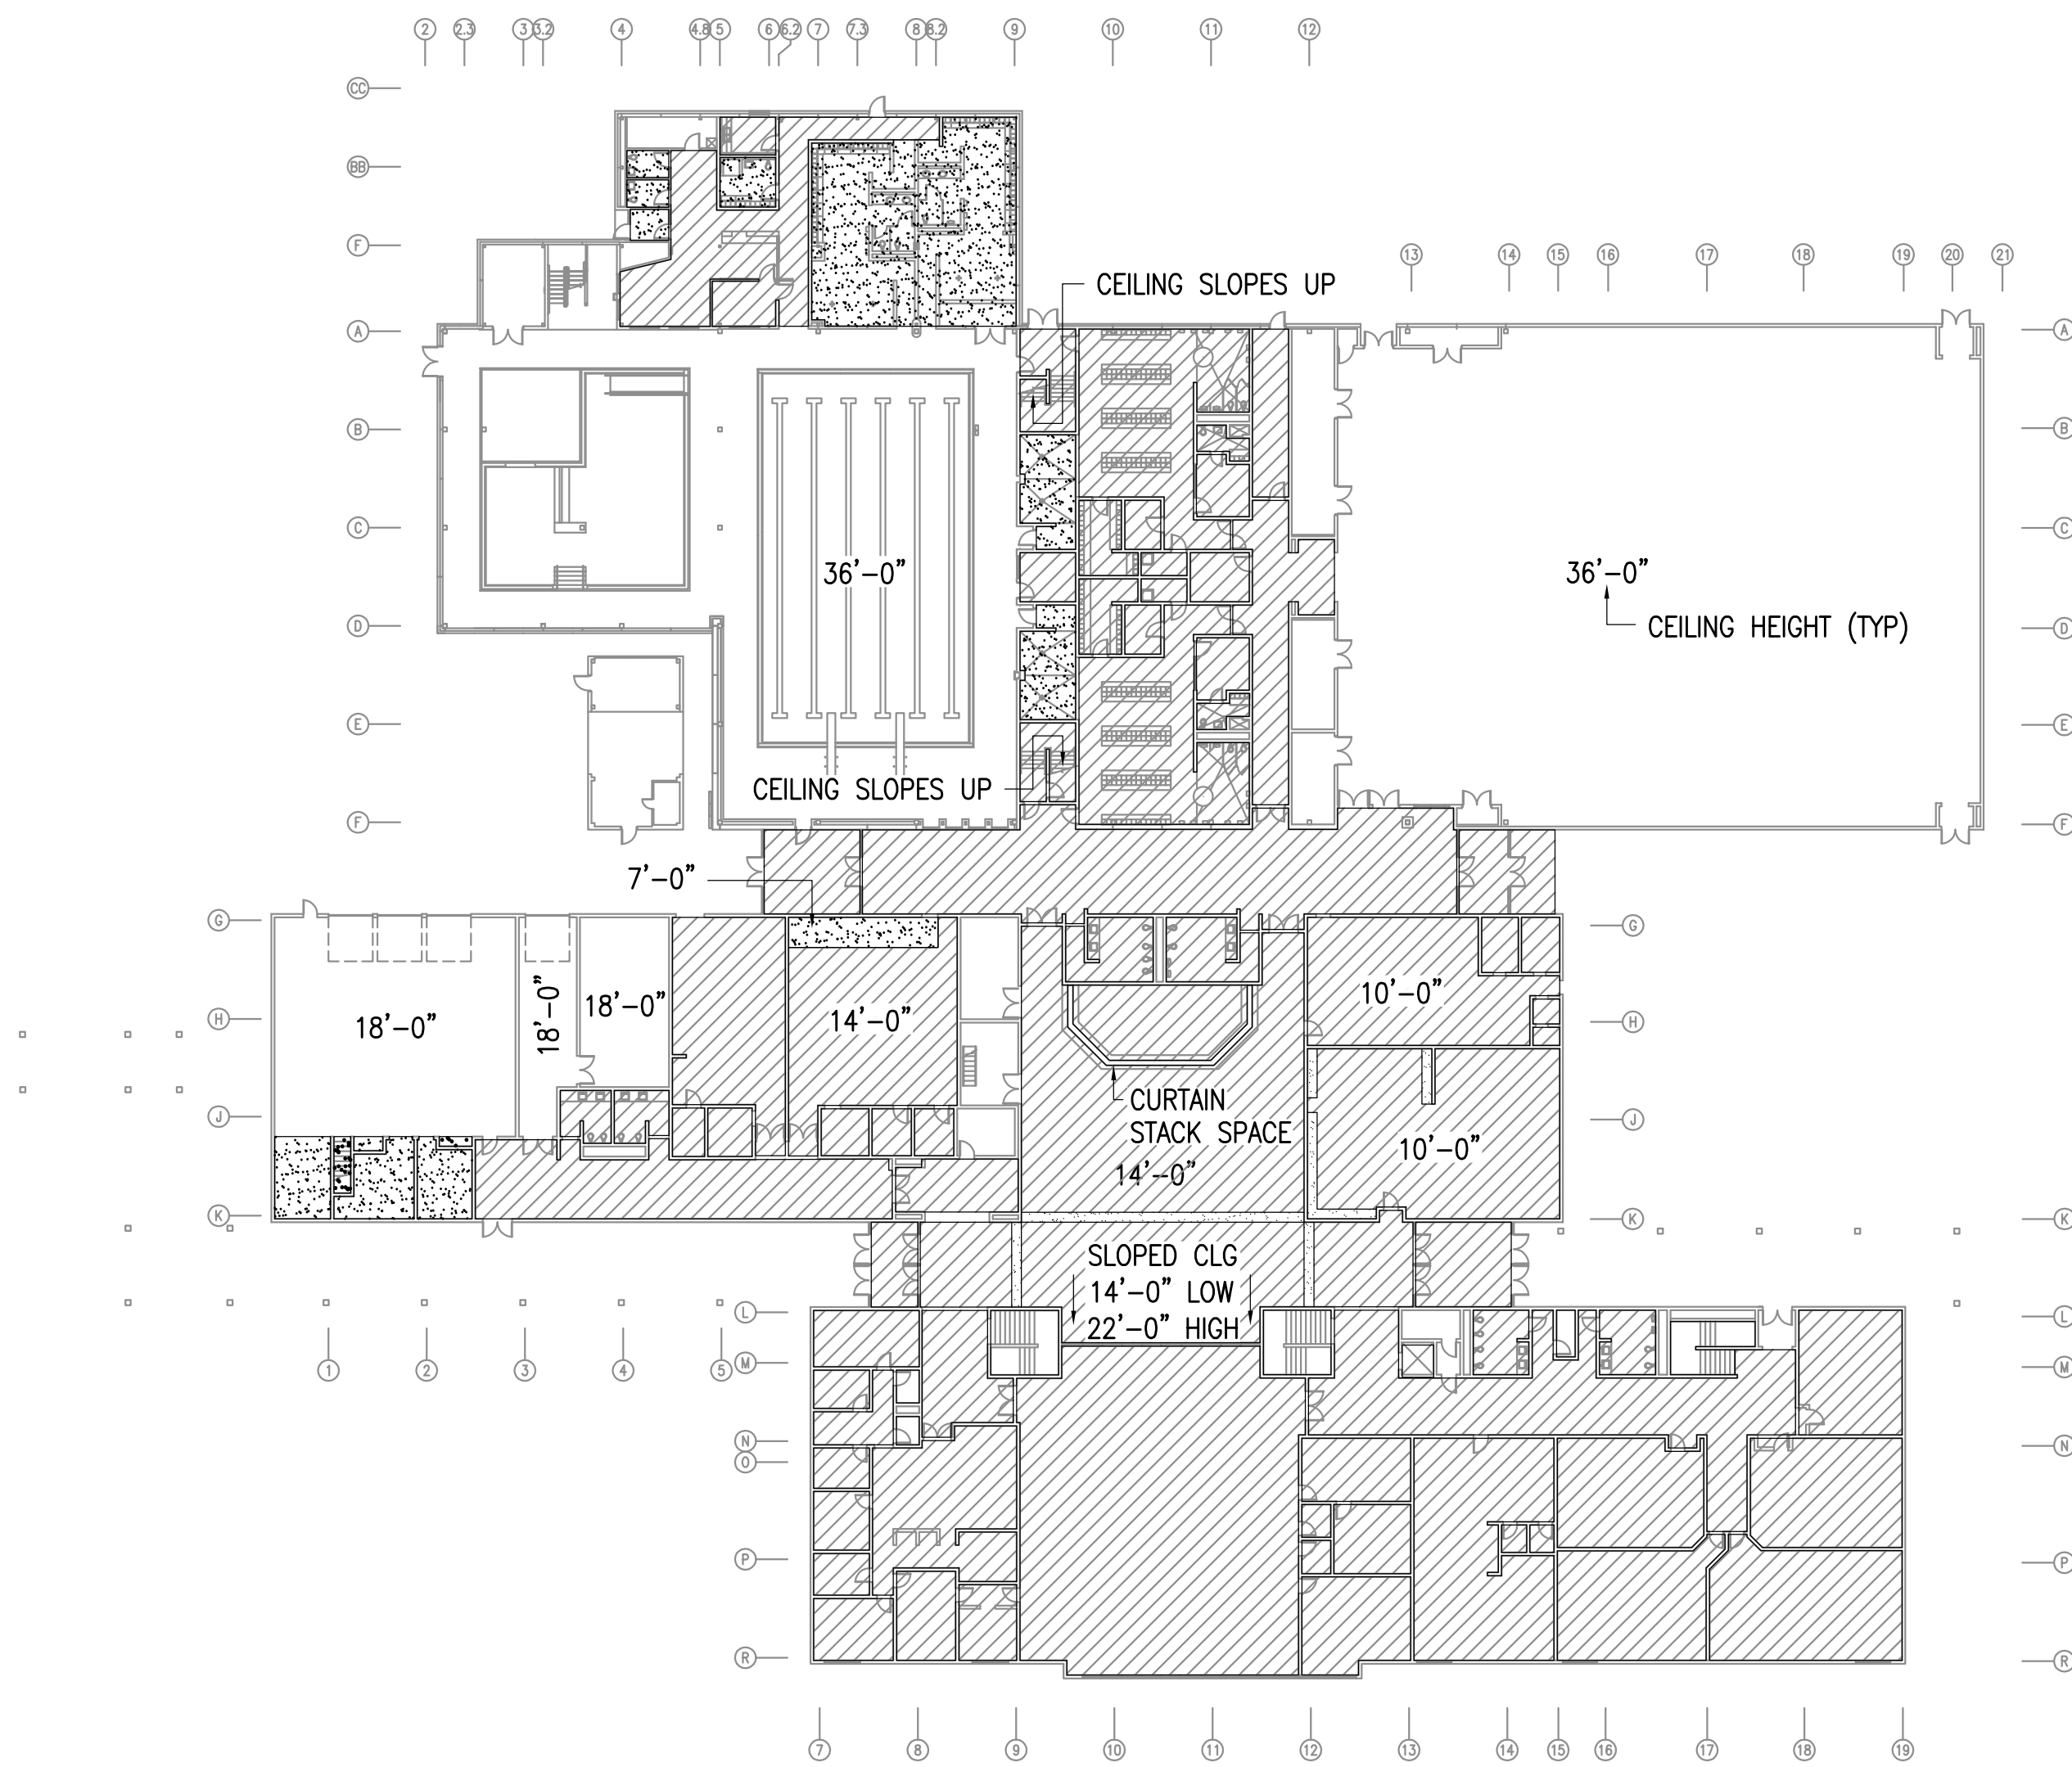 2 2.3 3 3.2 4 4.8 5 6 6.2 7 7.3 8 8.2 9 10 11 12
CC
BB
F
13 14 15 16 17 18 19 20 21
CEILING SLOPES UP
A A
B B
C C
36'-0" 36'-0"
D CEILING HEIGHT (TYP) D
E E
CEILING SLOPES UP
F F
7'-0"
G G
18'-0" 18'-0" 18'-0" 14'-0" 10'-0"
H H
CURTAIN
STACK SPACE
J J
10'-0"
14'-0"
K K K
SLOPED CLG
14'-0" LOW
22'-0" HIGH
L L
1 2 3 4 5
M M
N N
O
P P
R R
7 8 9 10 11 12 13 14 15 16 17 18 19